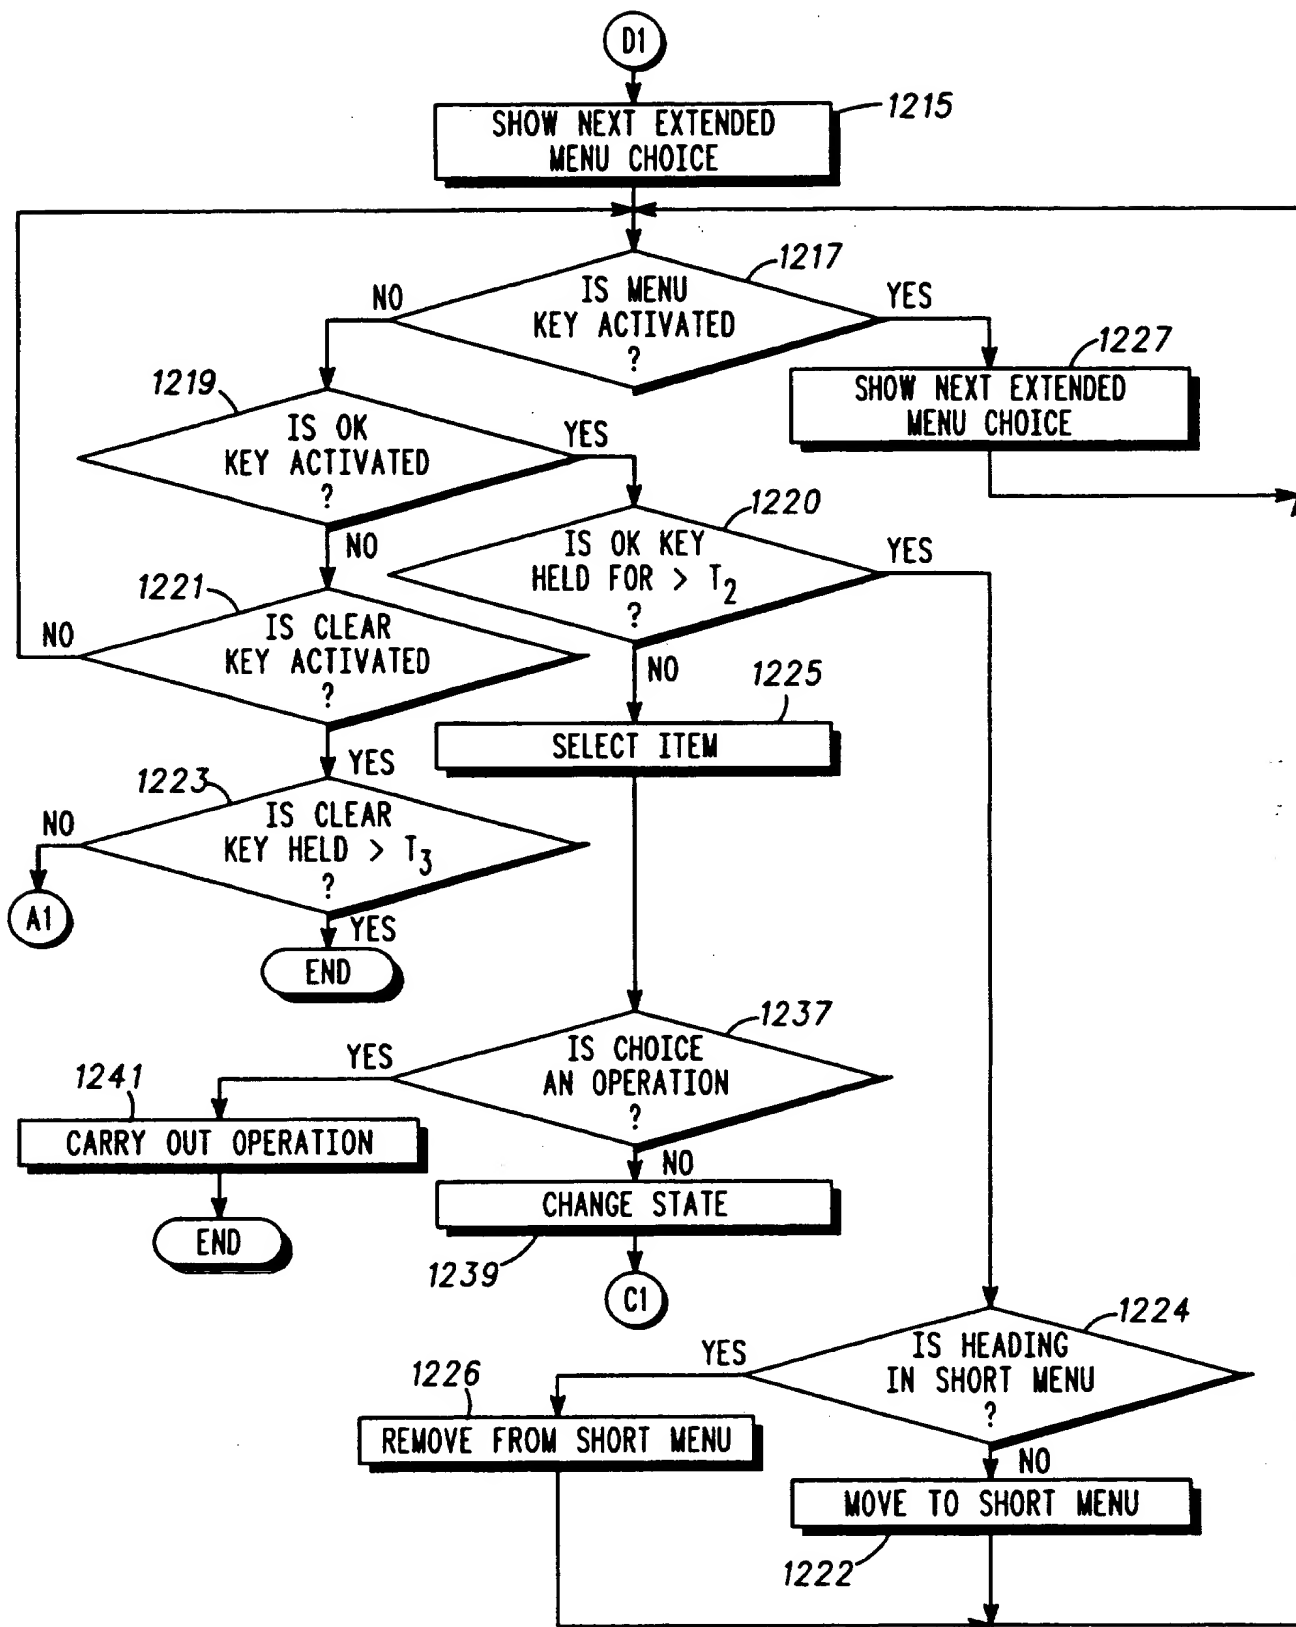 D1
1215
SHOW NEXT EXTENDED
MENU CHOICE
1217
IS MENU
KEY ACTIVATED
?
NO
YES
1227
SHOW NEXT EXTENDED
MENU CHOICE
1219
IS OK
KEY ACTIVATED
?
YES
NO
1220
IS OK KEY
HELD FOR > T2
?
YES
NO
1221
IS CLEAR
KEY ACTIVATED
?
NO
YES
1225
SELECT ITEM
1223
IS CLEAR
KEY HELD > T3
?
NO
A1
YES
END
1237
IS CHOICE
AN OPERATION
?
YES
1241
CARRY OUT OPERATION
END
NO
CHANGE STATE
1239
C1
1224
IS HEADING
IN SHORT MENU
?
YES
1226
REMOVE FROM SHORT MENU
NO
MOVE TO SHORT MENU
1222